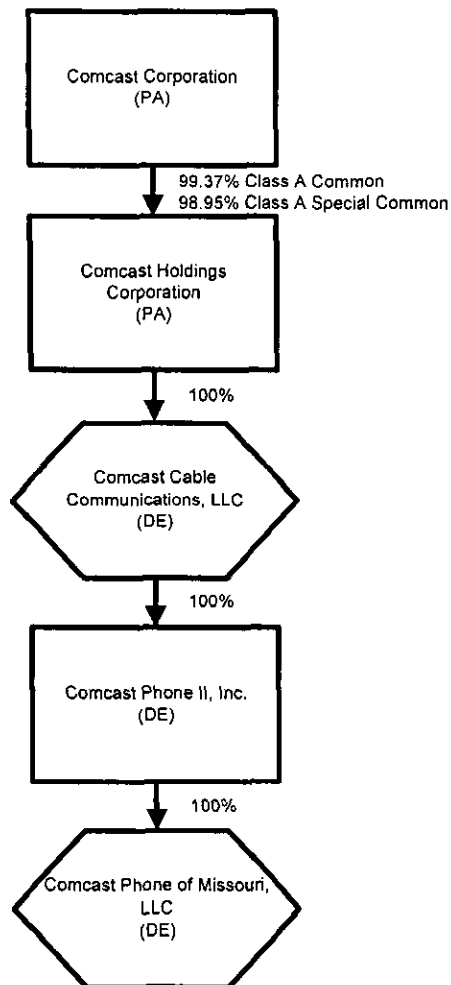 Comcast Corporation
(PA)
99.37% Class A Common
98.95% Class A Special Common
Comcast Holdings
Corporation
(PA)
100%
Comcast Cable
Communications, LLC
(DE)
100%
Comcast Phone II, Inc.
(DE)
100%
Comcast Phone of Missouri,
LLC
(DE)